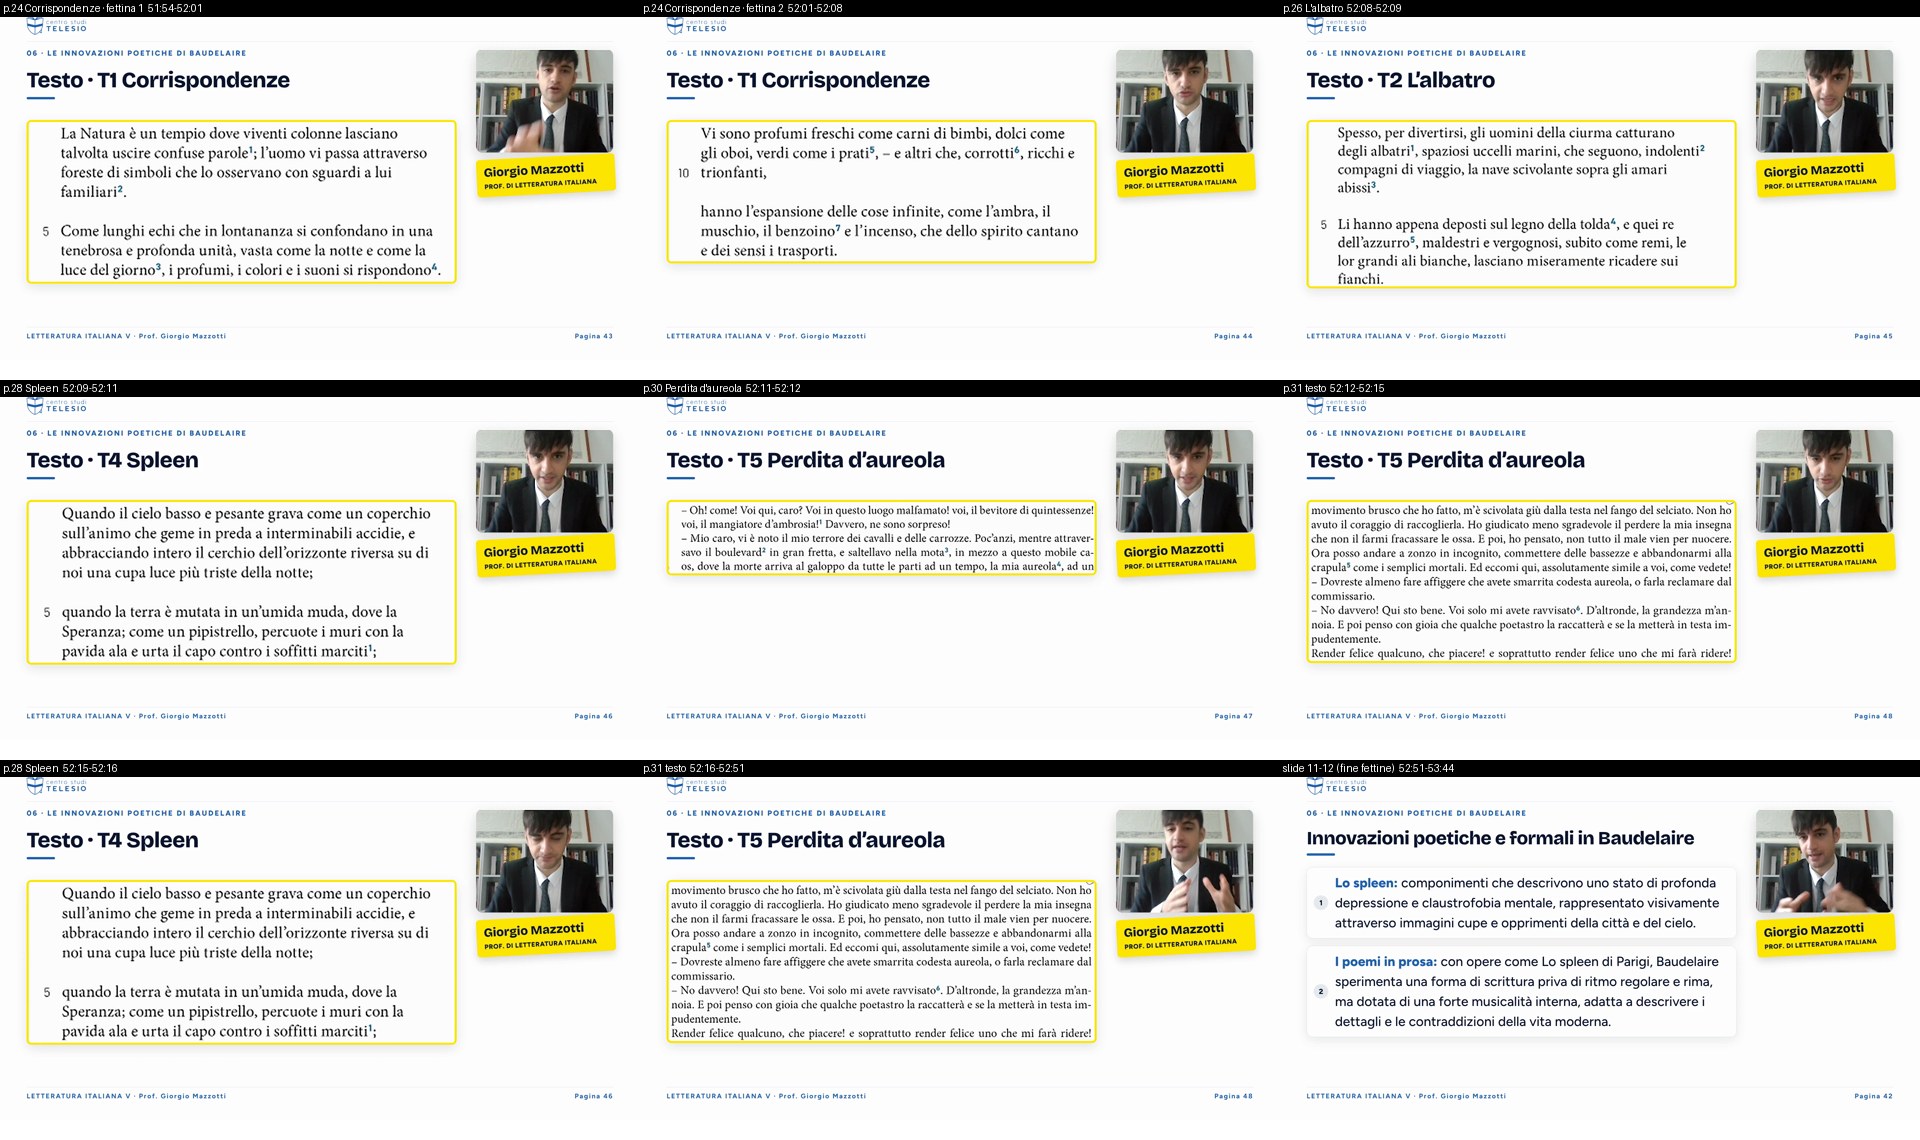 p.24 Corrispondenze · fettina 1 51:54-52:01
centro studi
TELESIO
06 · LE INNOVAZIONI POETICHE DI BAUDELAIRE
Testo · T1 Corrispondenze
La Natura è un tempio dove viventi colonne lasciano
talvolta uscire confuse parole¹; l'uomo vi passa attraverso
foreste di simboli che lo osservano con sguardi a lui
familiari².
5 Come lunghi echi che in lontananza si confondano in una
tenebrosa e profonda unità, vasta come la notte e come la
luce del giorno³, i profumi, i colori e i suoni si rispondono⁴.
Giorgio Mazzotti
PROF. DI LETTERATURA ITALIANA
LETTERATURA ITALIANA V · Prof. Giorgio Mazzotti
Pagina 43
p.24 Corrispondenze · fettina 2 52:01-52:08
centro studi
TELESIO
06 · LE INNOVAZIONI POETICHE DI BAUDELAIRE
Testo · T1 Corrispondenze
Vi sono profumi freschi come carni di bimbi, dolci come
gli oboi, verdi come i prati⁵, – e altri che, corrotti⁶, ricchi e
10 trionfanti,
hanno l'espansione delle cose infinite, come l'ambra, il
muschio, il benzoino⁷ e l'incenso, che dello spirito cantano
e dei sensi i trasporti.
Giorgio Mazzotti
PROF. DI LETTERATURA ITALIANA
LETTERATURA ITALIANA V · Prof. Giorgio Mazzotti
Pagina 44
p.26 L'albatro 52:08-52:09
centro studi
TELESIO
06 · LE INNOVAZIONI POETICHE DI BAUDELAIRE
Testo · T2 L'albatro
Spesso, per divertirsi, gli uomini della ciurma catturano
degli albatri¹, spaziosi uccelli marini, che seguono, indolenti²
compagni di viaggio, la nave scivolante sopra gli amari
abissi³.
5 Li hanno appena deposti sul legno della tolda⁴, e quei re
dell'azzurro⁵, maldestri e vergognosi, subito come remi, le
lor grandi ali bianche, lasciano miseramente ricadere sui
fianchi.
Giorgio Mazzotti
PROF. DI LETTERATURA ITALIANA
LETTERATURA ITALIANA V · Prof. Giorgio Mazzotti
Pagina 45
p.28 Spleen 52:09-52:11
centro studi
TELESIO
06 · LE INNOVAZIONI POETICHE DI BAUDELAIRE
Testo · T4 Spleen
Quando il cielo basso e pesante grava come un coperchio
sull'animo che geme in preda a interminabili accidie, e
abbracciando intero il cerchio dell'orizzonte riversa su di
noi una cupa luce più triste della notte;
5 quando la terra è mutata in un'umida muda, dove la
Speranza; come un pipistrello, percuote i muri con la
pavida ala e urta il capo contro i soffitti marciti¹;
Giorgio Mazzotti
PROF. DI LETTERATURA ITALIANA
LETTERATURA ITALIANA V · Prof. Giorgio Mazzotti
Pagina 46
p.30 Perdita d'aureola 52:11-52:12
centro studi
TELESIO
06 · LE INNOVAZIONI POETICHE DI BAUDELAIRE
Testo · T5 Perdita d'aureola
– Oh! come! Voi qui, caro? Voi in questo luogo malfamato! voi, il bevitore di quintessenze!
voi, il mangiatore d'ambrosia!¹ Davvero, ne sono sorpreso!
– Mio caro, vi è noto il mio terrore dei cavalli e delle carrozze. Poc'anzi, mentre attraver-
savo il boulevard² in gran fretta, e saltellavo nella mota³, in mezzo a questo mobile ca-
os, dove la morte arriva al galoppo da tutte le parti ad un tempo, la mia aureola⁴, ad un
Giorgio Mazzotti
PROF. DI LETTERATURA ITALIANA
LETTERATURA ITALIANA V · Prof. Giorgio Mazzotti
Pagina 47
p.31 testo 52:12-52:15
centro studi
TELESIO
06 · LE INNOVAZIONI POETICHE DI BAUDELAIRE
Testo · T5 Perdita d'aureola
movimento brusco che ho fatto, m'è scivolata giù dalla testa nel fango del selciato. Non ho
avuto il coraggio di raccoglierla. Ho giudicato meno sgradevole il perdere la mia insegna
che non il farmi fracassare le ossa. E poi, ho pensato, non tutto il male vien per nuocere.
Ora posso andare a zonzo in incognito, commettere delle bassezze e abbandonarmi alla
crapula⁵ come i semplici mortali. Ed eccomi qui, assolutamente simile a voi, come vedete!
– Dovreste almeno fare affiggere che avete smarrita codesta aureola, o farla reclamare dal
commissario.
– No davvero! Qui sto bene. Voi solo mi avete ravvisato⁶. D'altronde, la grandezza m'an-
noia. E poi penso con gioia che qualche poetastro la raccatterà e se la metterà in testa im-
pudentemente.
Render felice qualcuno, che piacere! e soprattutto render felice uno che mi farà ridere!
Giorgio Mazzotti
PROF. DI LETTERATURA ITALIANA
LETTERATURA ITALIANA V · Prof. Giorgio Mazzotti
Pagina 48
p.28 Spleen 52:15-52:16
centro studi
TELESIO
06 · LE INNOVAZIONI POETICHE DI BAUDELAIRE
Testo · T4 Spleen
Quando il cielo basso e pesante grava come un coperchio
sull'animo che geme in preda a interminabili accidie, e
abbracciando intero il cerchio dell'orizzonte riversa su di
noi una cupa luce più triste della notte;
5 quando la terra è mutata in un'umida muda, dove la
Speranza; come un pipistrello, percuote i muri con la
pavida ala e urta il capo contro i soffitti marciti¹;
Giorgio Mazzotti
PROF. DI LETTERATURA ITALIANA
LETTERATURA ITALIANA V · Prof. Giorgio Mazzotti
Pagina 46
p.31 testo 52:16-52:51
centro studi
TELESIO
06 · LE INNOVAZIONI POETICHE DI BAUDELAIRE
Testo · T5 Perdita d'aureola
movimento brusco che ho fatto, m'è scivolata giù dalla testa nel fango del selciato. Non ho
avuto il coraggio di raccoglierla. Ho giudicato meno sgradevole il perdere la mia insegna
che non il farmi fracassare le ossa. E poi, ho pensato, non tutto il male vien per nuocere.
Ora posso andare a zonzo in incognito, commettere delle bassezze e abbandonarmi alla
crapula⁵ come i semplici mortali. Ed eccomi qui, assolutamente simile a voi, come vedete!
– Dovreste almeno fare affiggere che avete smarrita codesta aureola, o farla reclamare dal
commissario.
– No davvero! Qui sto bene. Voi solo mi avete ravvisato⁶. D'altronde, la grandezza m'an-
noia. E poi penso con gioia che qualche poetastro la raccatterà e se la metterà in testa im-
pudentemente.
Render felice qualcuno, che piacere! e soprattutto render felice uno che mi farà ridere!
Giorgio Mazzotti
PROF. DI LETTERATURA ITALIANA
LETTERATURA ITALIANA V · Prof. Giorgio Mazzotti
Pagina 48
slide 11-12 (fine fettine) 52:51-53:44
centro studi
TELESIO
06 · LE INNOVAZIONI POETICHE DI BAUDELAIRE
Innovazioni poetiche e formali in Baudelaire
1 Lo spleen: componimenti che descrivono uno stato di profonda
depressione e claustrofobia mentale, rappresentato visivamente
attraverso immagini cupe e opprimenti della città e del cielo.
2 I poemi in prosa: con opere come Lo spleen di Parigi, Baudelaire
sperimenta una forma di scrittura priva di ritmo regolare e rima,
ma dotata di una forte musicalità interna, adatta a descrivere i
dettagli e le contraddizioni della vita moderna.
Giorgio Mazzotti
PROF. DI LETTERATURA ITALIANA
LETTERATURA ITALIANA V · Prof. Giorgio Mazzotti
Pagina 42